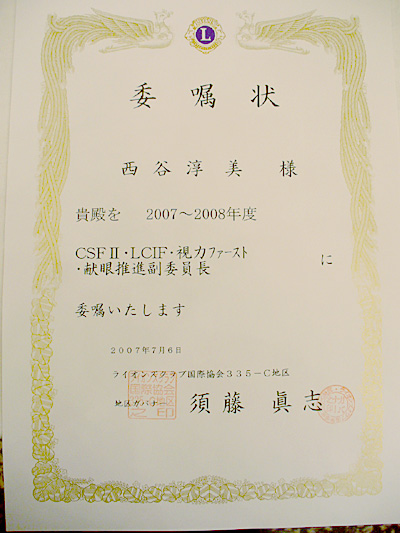 L
委嘱状
西谷淳美 様
貴殿を 2007～2008年度
CSFⅡ・LCIF・視力ファースト
・献眼推進副委員長 に
委嘱いたします
2007年7月6日
ライオンズクラブ国際協会335－C地区
地区ガバナー 須藤 眞志